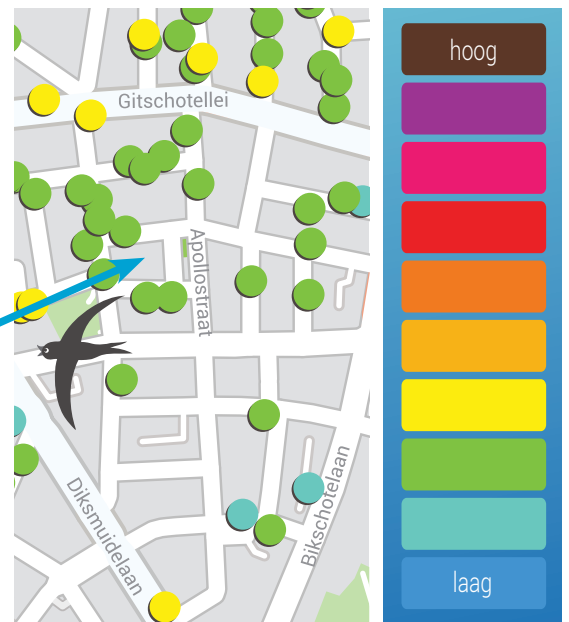 Gitschotellei
Apollostraat
Diksmuidelaan
Bikschotelaan
hoog
laag